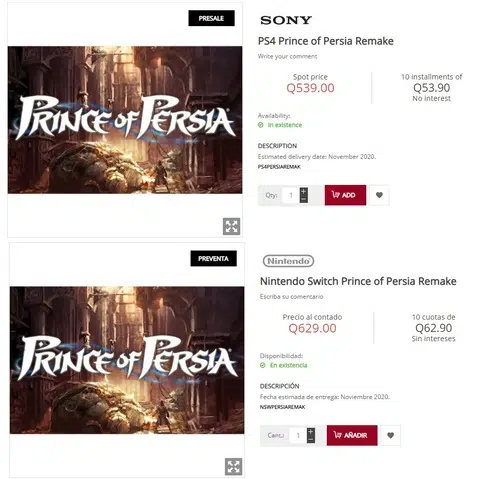 PRESALE
PRINCE OF PERSIA
SONY
PS4 Prince of Persia Remake
Write your comment
Spot price
Q539.00
10 installments of
Q53.90
No interest
Availability:
In existence
DESCRIPTION
Estimated delivery date: November 2020.
PS4PERSIAREMAK
Qty: 1 + - ADD
PREVENTA
PRINCE OF PERSIA
Nintendo
Nintendo Switch Prince of Persia Remake
Escriba su comentario
Precio al contado
Q629.00
10 cuotas de
Q62.90
Sin intereses
Disponibilidad:
En existencia
DESCRIPCIÓN
Fecha estimada de entrega: Noviembre 2020.
NSWPERSIAREMAK
Cant.: 1 + - AÑADIR